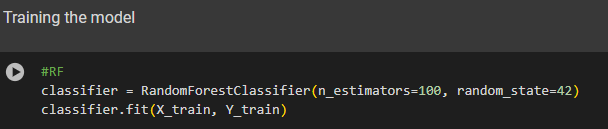 Training the model
#RF
classifier = RandomForestClassifier(n_estimators=100, random_state=42)
classifier.fit(X_train, Y_train)